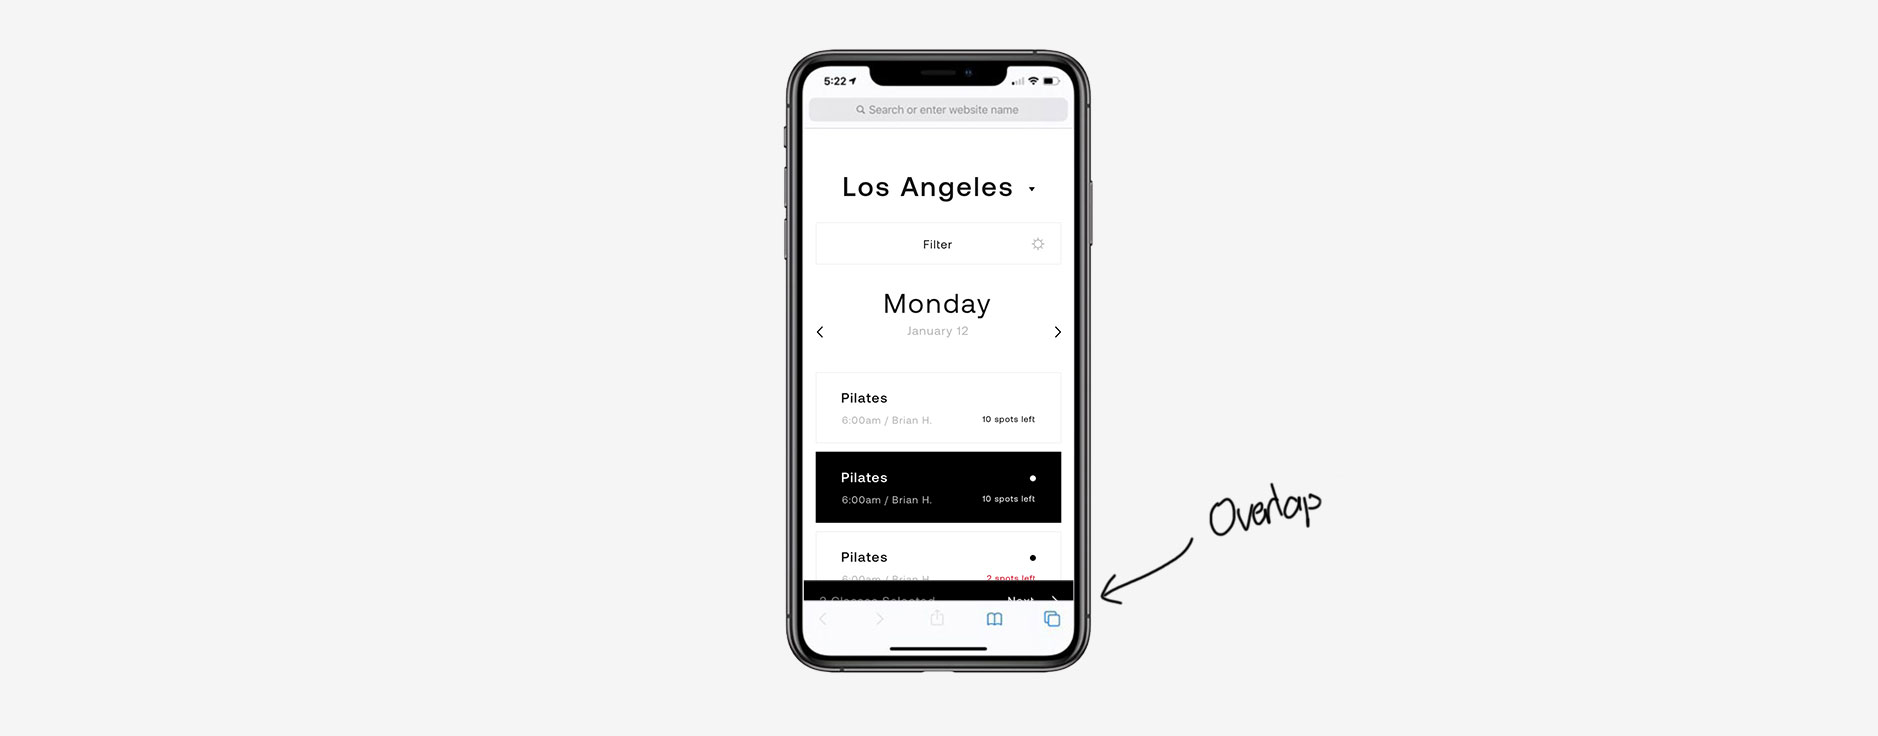 5:22
Search or enter website name
Los Angeles
Filter
Monday
January 12
Pilates
6:00am / Brian H.
10 spots left
Pilates
6:00am / Brian H.
10 spots left
Pilates
6:00am / Brian H.
2 spots left
2 Classes Selected
Next
Overlap